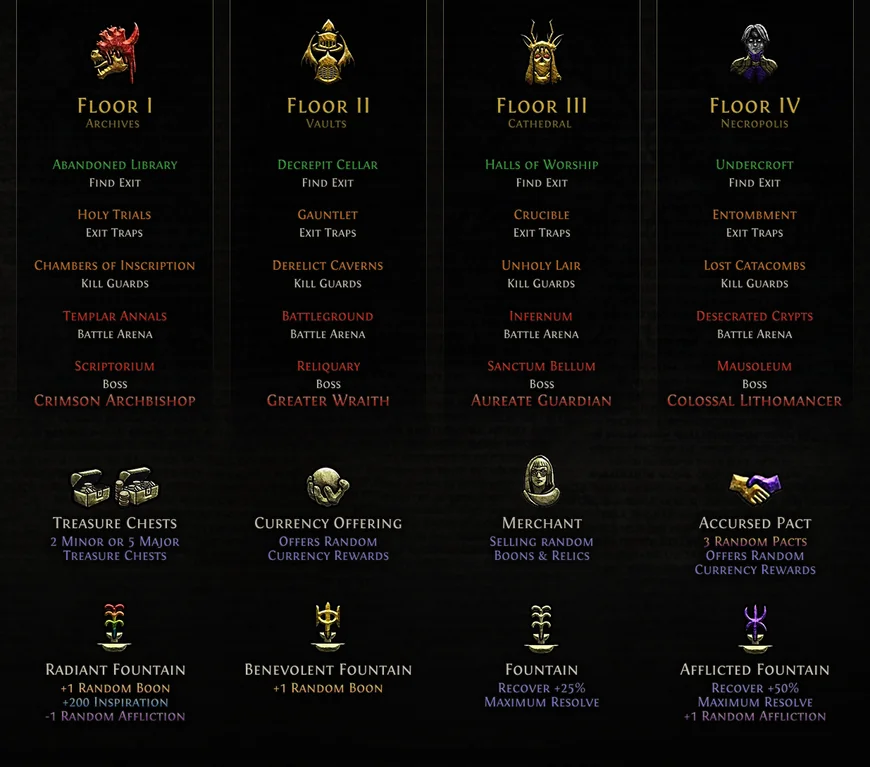 Floor I
Archives
Abandoned Library
Find Exit
Holy Trials
Exit Traps
Chambers of Inscription
Kill Guards
Templar Annals
Battle Arena
Scriptorium
Boss
Crimson Archbishop
Floor II
Vaults
Decrepit Cellar
Find Exit
Gauntlet
Exit Traps
Derelict Caverns
Kill Guards
Battleground
Battle Arena
Reliquary
Boss
Greater Wraith
Floor III
Cathedral
Halls of Worship
Find Exit
Crucible
Exit Traps
Unholy Lair
Kill Guards
Infernum
Battle Arena
Sanctum Bellum
Boss
Aureate Guardian
Floor IV
Necropolis
Undercroft
Find Exit
Entombment
Exit Traps
Lost Catacombs
Kill Guards
Desecrated Crypts
Battle Arena
Mausoleum
Boss
Colossal Lithomancer
Treasure Chests
2 Minor or 5 Major
Treasure Chests
Currency Offering
Offers Random
Currency Rewards
Merchant
Selling random
Boons & Relics
Accursed Pact
3 Random Pacts
Offers Random
Currency Rewards
Radiant Fountain
+1 Random Boon
+200 Inspiration
-1 Random Affliction
Benevolent Fountain
+1 Random Boon
Fountain
Recover +25%
Maximum Resolve
Afflicted Fountain
Recover +50%
Maximum Resolve
+1 Random Affliction